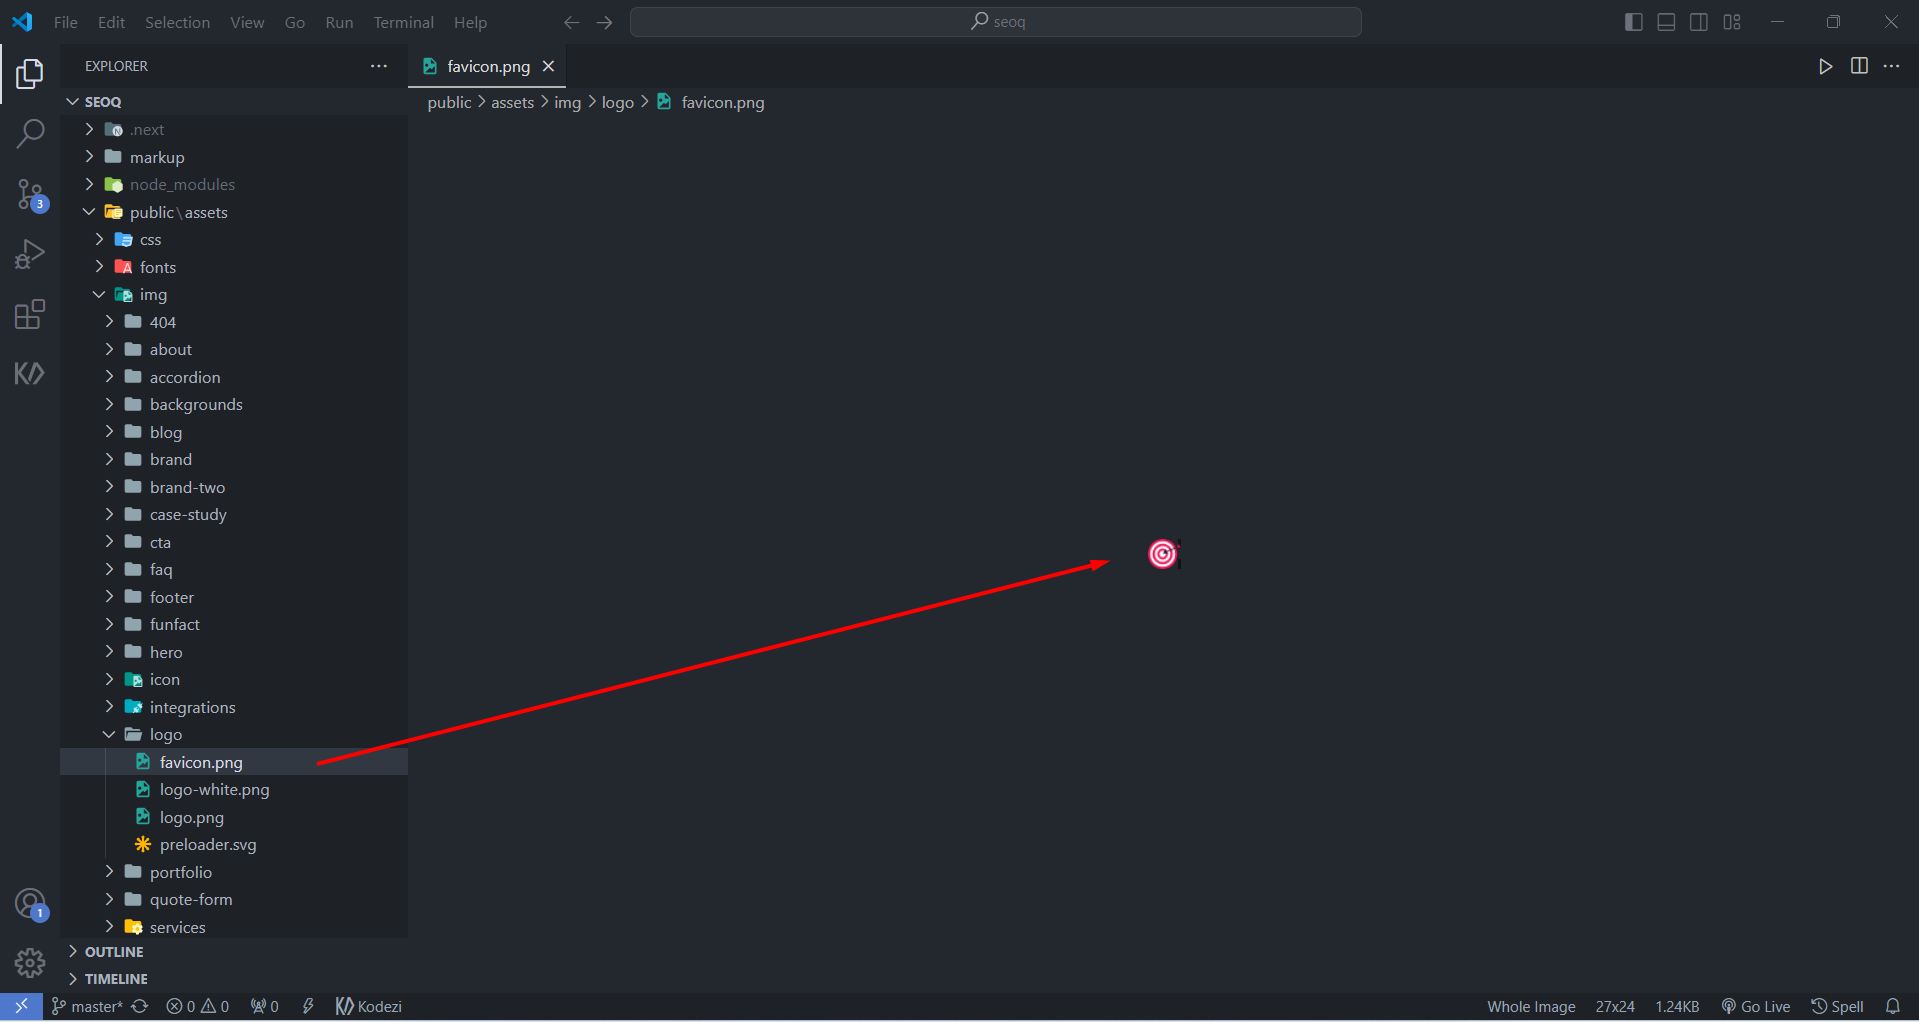 File Edit Selection View Go Run Terminal Help
seoq
EXPLORER
favicon.png
SEOQ
public assets img logo favicon.png
.next
markup
node_modules
public\assets
css
fonts
img
404
about
accordion
backgrounds
blog
brand
brand-two
case-study
cta
faq
footer
funfact
hero
icon
integrations
logo
favicon.png
logo-white.png
logo.png
preloader.svg
portfolio
quote-form
services
OUTLINE
TIMELINE
3
1
master* 0 0 0 Kodezi Whole Image 27x24 1.24KB Go Live Spell